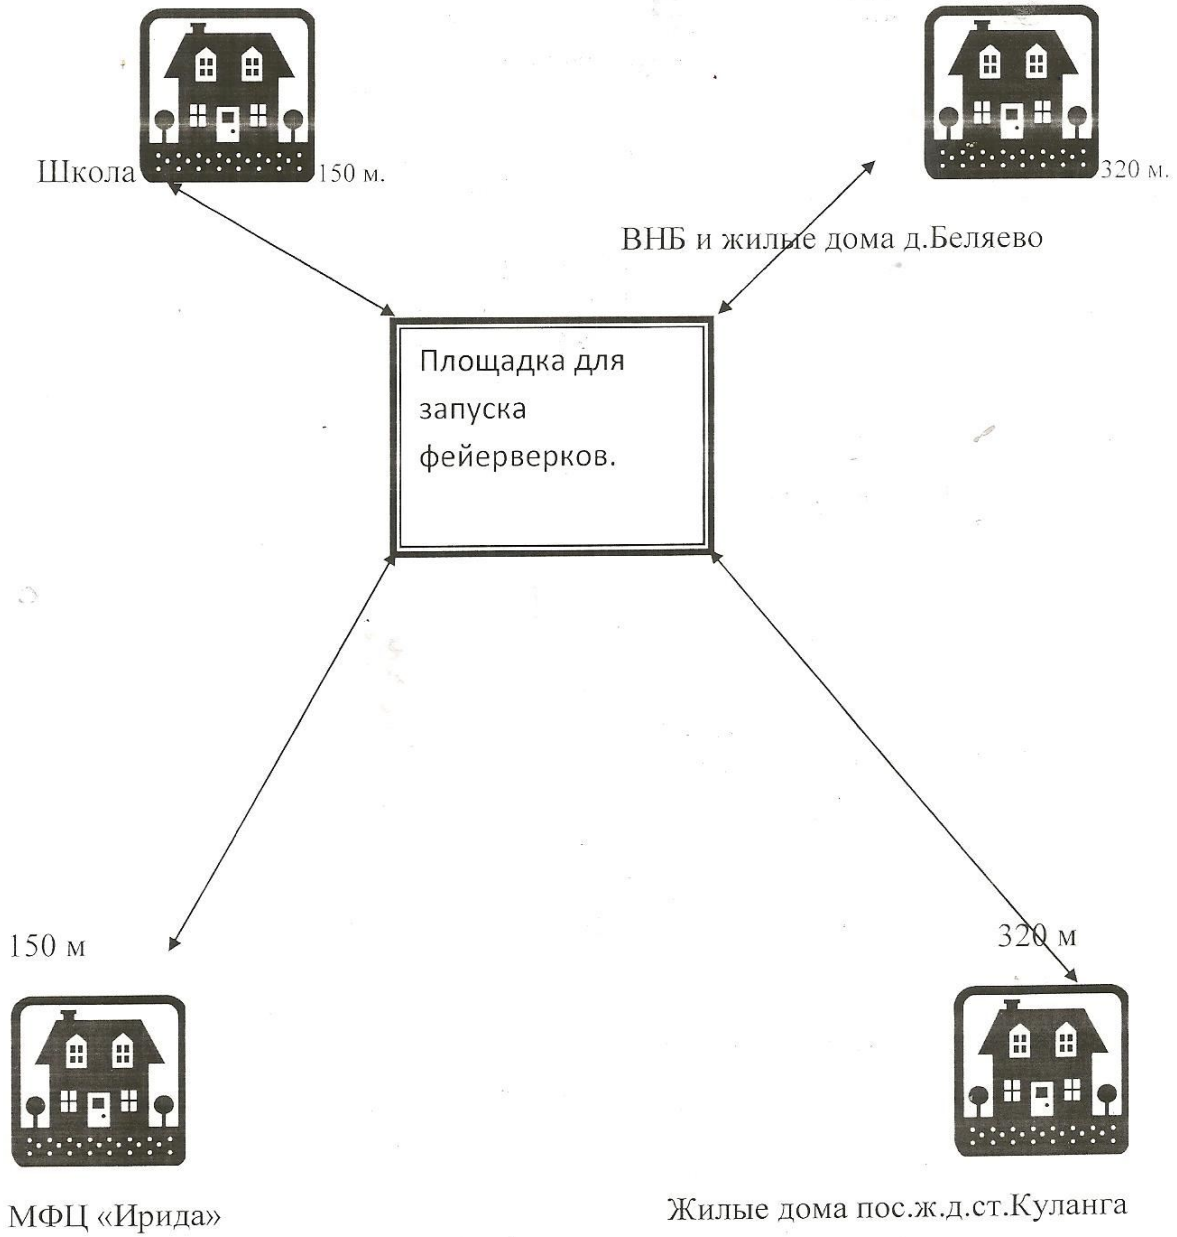 Школа
150 м.
320 м.
ВНБ и жилые дома д.Беляево
Площадка для
запуска
фейерверков.
150 м
320 м
МФЦ «Ирида»
Жилые дома пос.ж.д.ст.Куланга